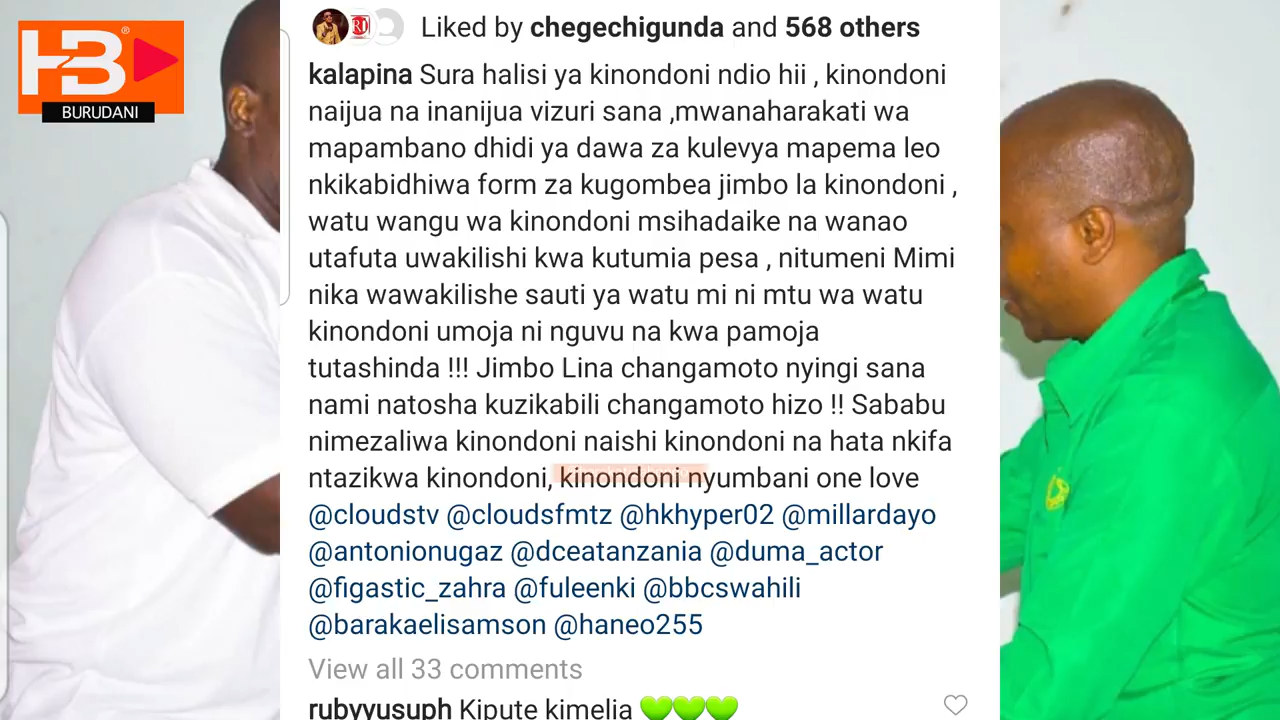 HB®
BURUDANI
Liked by chegechigunda and 568 others
kalapina Sura halisi ya kinondoni ndio hii , kinondoni
naijua na inanijua vizuri sana ,mwanaharakati wa
mapambano dhidi ya dawa za kulevya mapema leo
nkikabidhiwa form za kugombea jimbo la kinondoni ,
watu wangu wa kinondoni msihadaike na wanao
utafuta uwakilishi kwa kutumia pesa , nitumeni Mimi
nika wawakilishe sauti ya watu mi ni mtu wa watu
kinondoni umoja ni nguvu na kwa pamoja
tutashinda !!! Jimbo Lina changamoto nyingi sana
nami natosha kuzikabili changamoto hizo !! Sababu
nimezaliwa kinondoni naishi kinondoni na hata nkifa
ntazikwa kinondoni, kinondoni nyumbani one love
@cloudstv @cloudsfmtz @hkhyper02 @millardayo
@antonionugaz @dceatanzania @duma_actor
@figastic_zahra @fuleenki @bbcswahili
@barakaelisamson @haneo255
View all 33 comments
rubyyusuph Kipute kimelia 💚💚💚